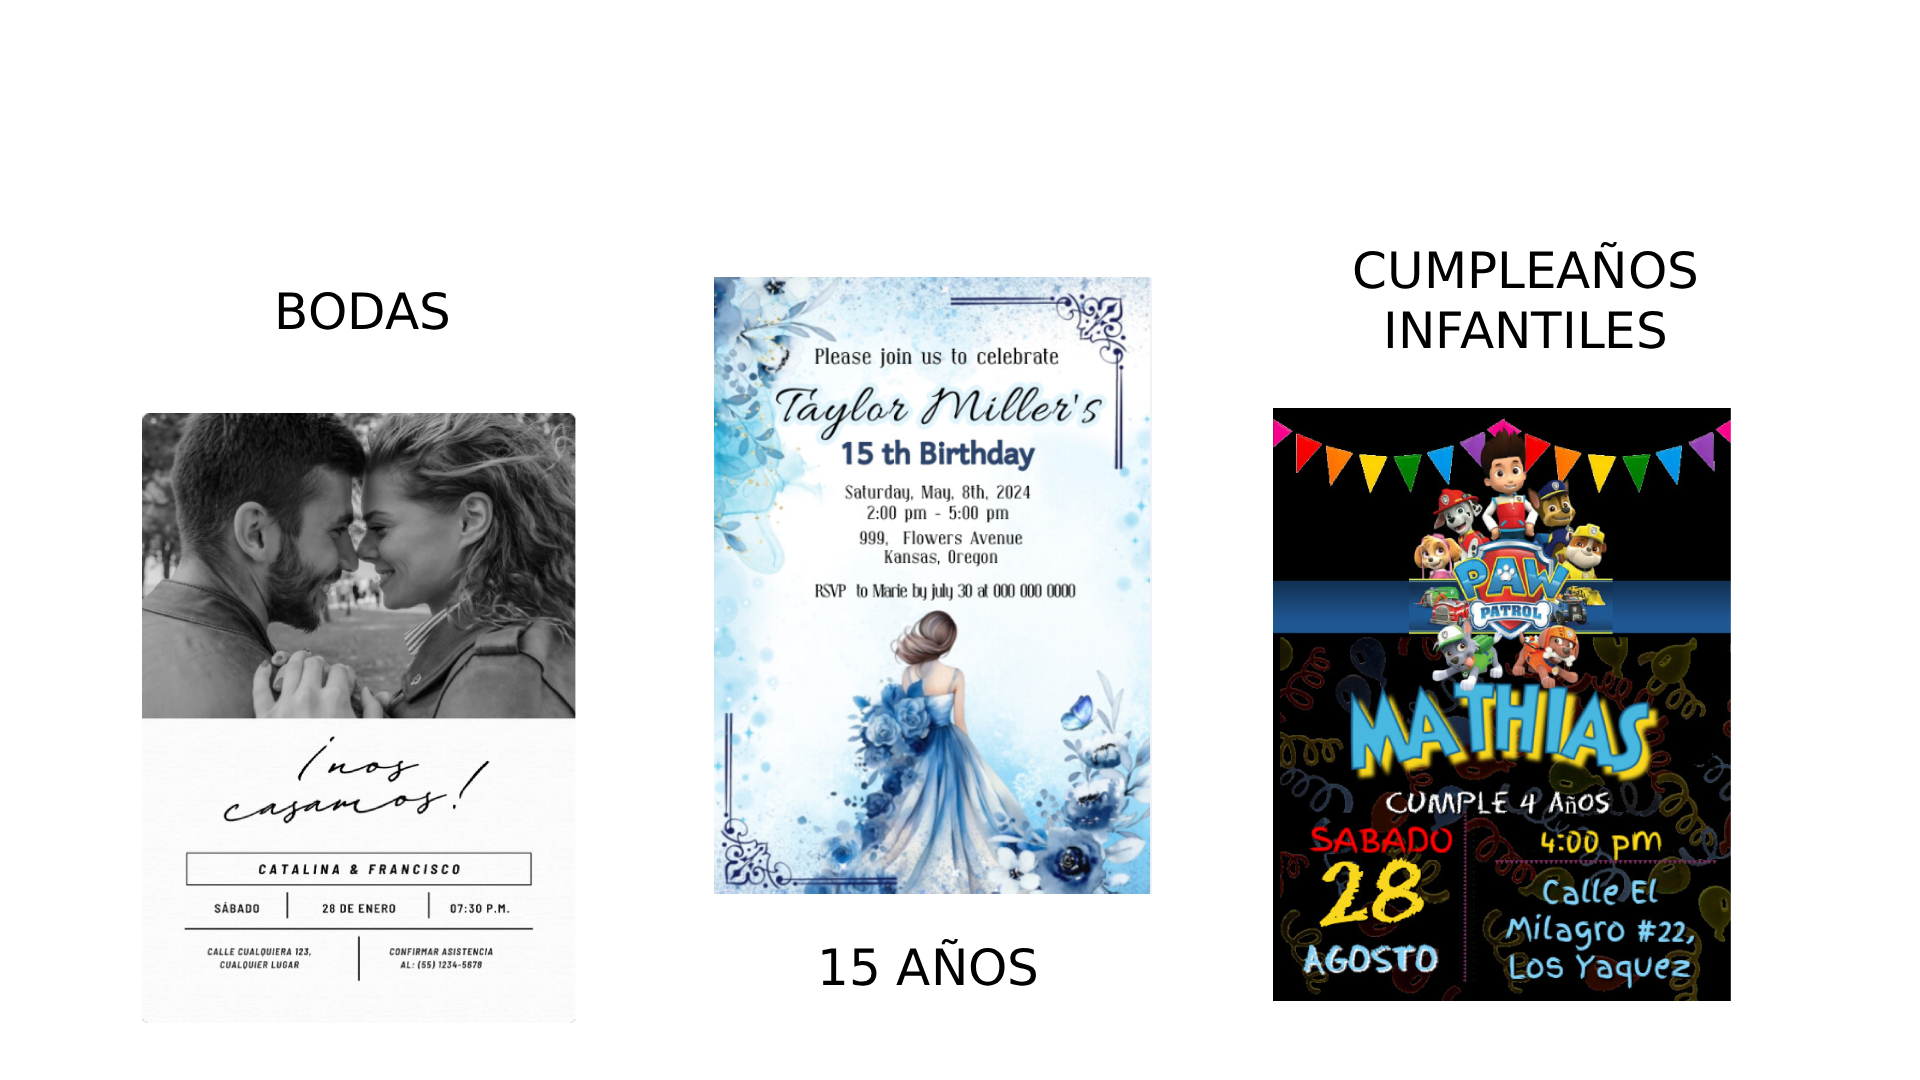 BODAS
¡nos
casamos!
CATALINA & FRANCISCO
SÁBADO
28 DE ENERO
07:30 P.M.
CALLE CUALQUIERA 123,
CUALQUIER LUGAR
CONFIRMAR ASISTENCIA
AL: (55) 1234-5678
Please join us to celebrate
Taylor Miller's
15 th Birthday
Saturday, May, 8th, 2024
2:00 pm - 5:00 pm
999, Flowers Avenue
Kansas, Oregon
RSVP to Marie by july 30 at 000 000 0000
15 AÑOS
CUMPLEAÑOS
INFANTILES
PAW
PATROL
MATHIAS
CUMPLE 4 Años
SABADO
28
AGOSTO
4:00 pm
Calle El
Milagro #22,
Los Yaquez